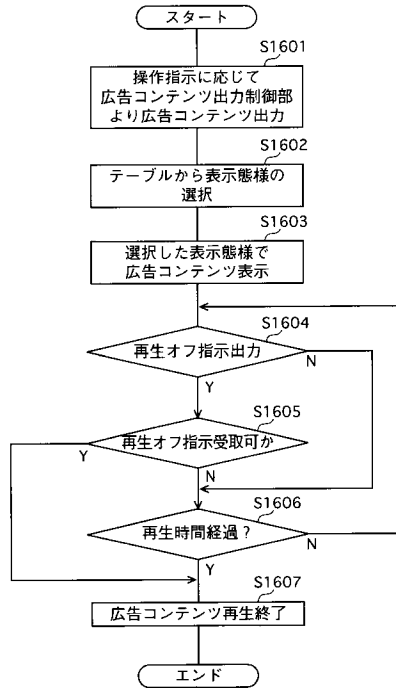 スタート
S1601
操作指示に応じて
広告コンテンツ出力制御部
より広告コンテンツ出力
S1602
テーブルから表示態様の
選択
S1603
選択した表示態様で
広告コンテンツ表示
S1604
再生オフ指示出力
N
Y
S1605
再生オフ指示受取可か
Y
N
S1606
再生時間経過？
N
Y
S1607
広告コンテンツ再生終了
エンド